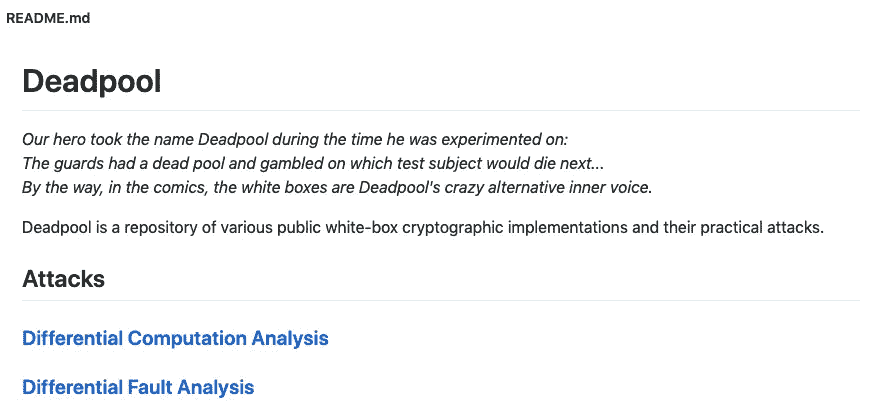 README.md
Deadpool
Our hero took the name Deadpool during the time he was experimented on:
The guards had a dead pool and gambled on which test subject would die next...
By the way, in the comics, the white boxes are Deadpool's crazy alternative inner voice.
Deadpool is a repository of various public white-box cryptographic implementations and their practical attacks.
Attacks
Differential Computation Analysis
Differential Fault Analysis